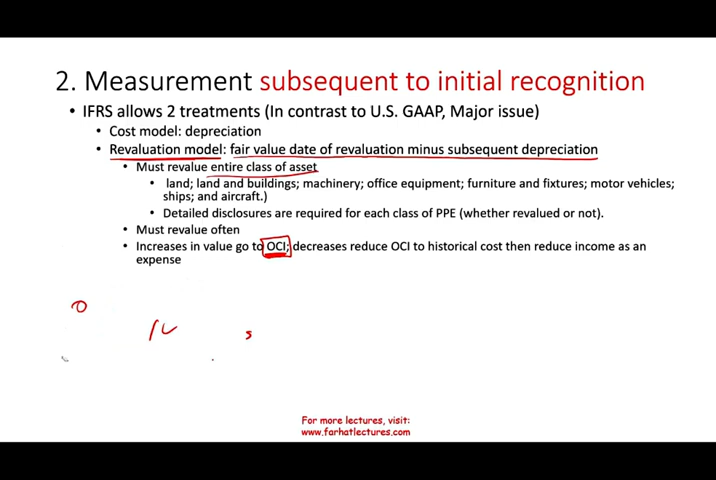 2. Measurement subsequent to initial recognition
• IFRS allows 2 treatments (In contrast to U.S. GAAP, Major issue)
• Cost model: depreciation
• Revaluation model: fair value date of revaluation minus subsequent depreciation
• Must revalue entire class of asset
• land; land and buildings; machinery; office equipment; furniture and fixtures; motor vehicles;
ships; and aircraft.)
• Detailed disclosures are required for each class of PPE (whether revalued or not).
• Must revalue often
• Increases in value go to OCI; decreases reduce OCI to historical cost then reduce income as an
expense
For more lectures, visit:
www.farhatlectures.com